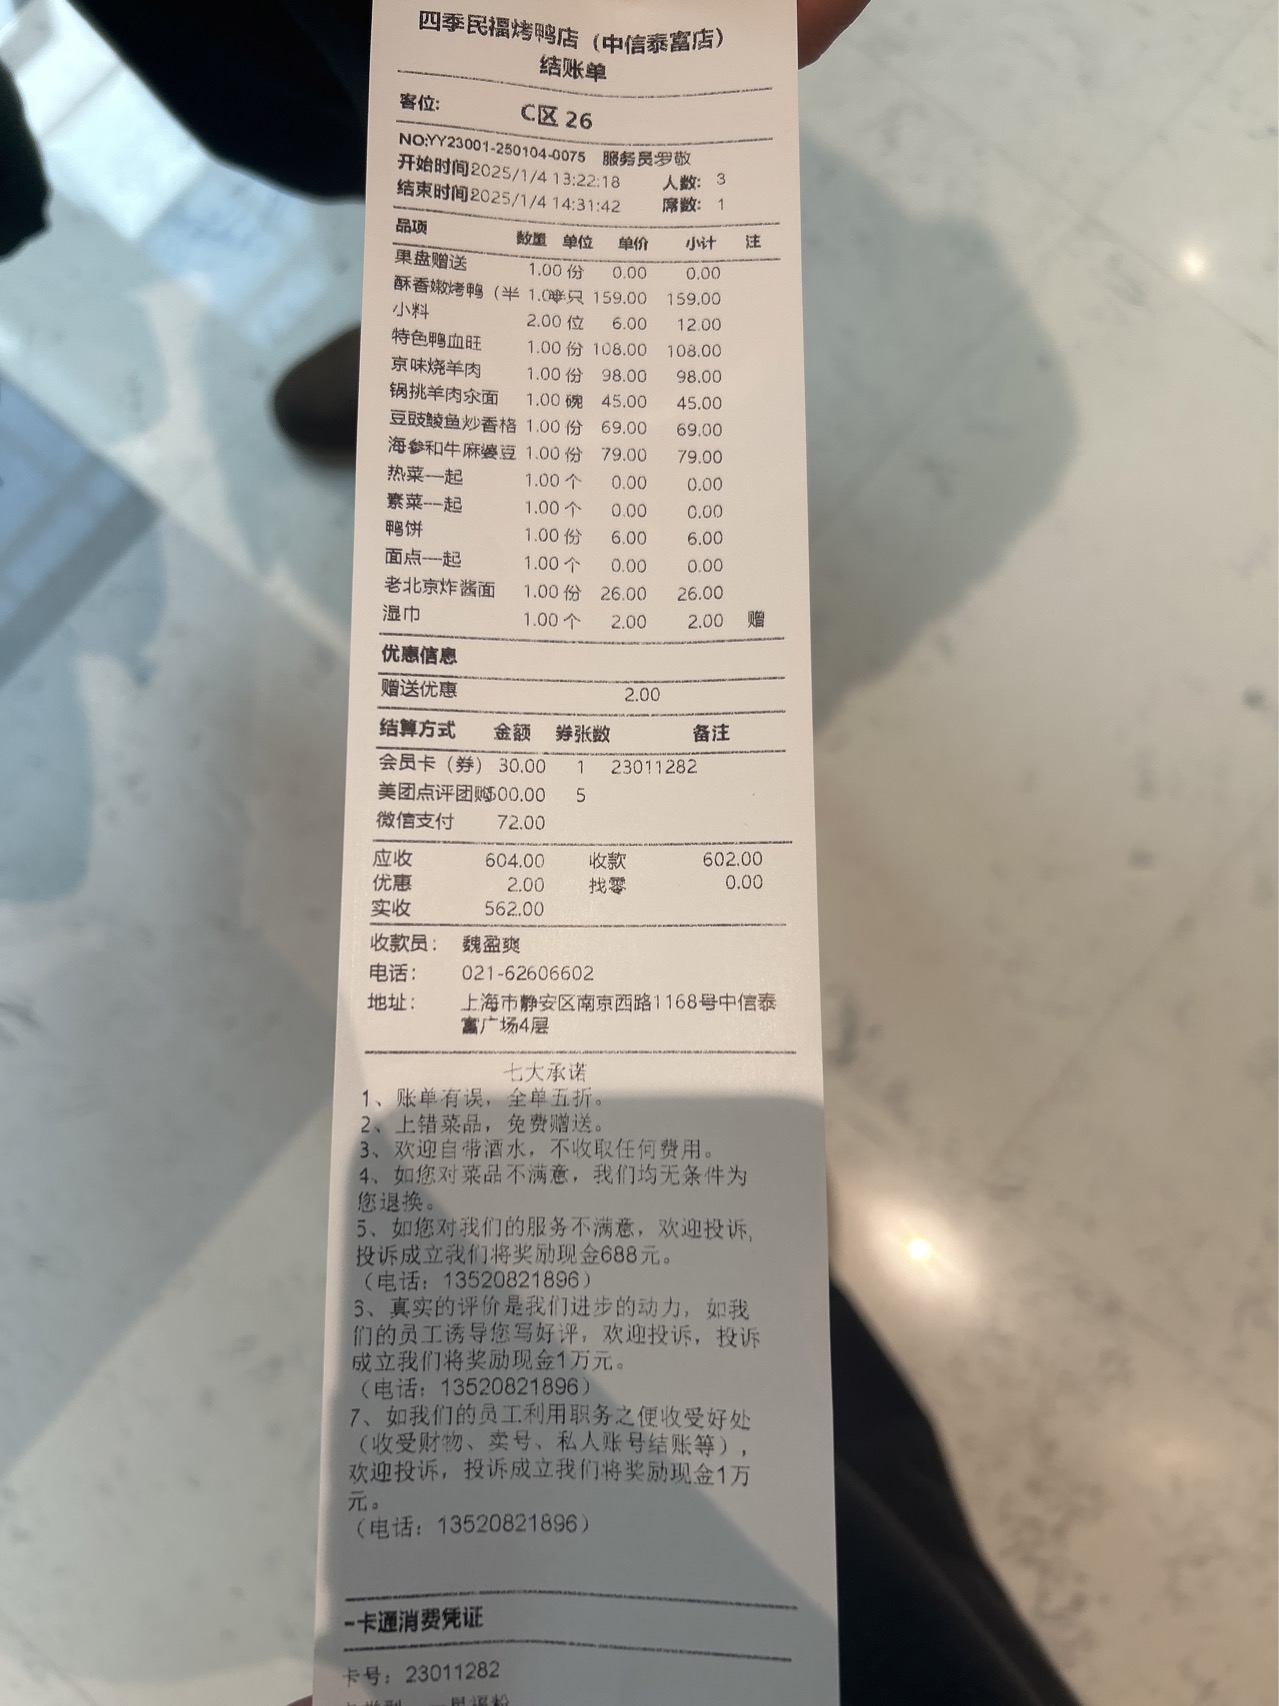 四季民福烤鸭店（中信泰富店）
结账单
客位: C区 26
NO:YY23001-250104-0075 服务员:罗敬
开始时间2025/1/4 13:22:18 人数: 3
结束时间2025/1/4 14:31:42 席数: 1
品项 数量 单位 单价 小计 注
果盘赠送 1.00 份 0.00 0.00
酥香嫩烤鸭（半 1.00半只 159.00 159.00
小料 2.00 位 6.00 12.00
特色鸭血旺 1.00 份 108.00 108.00
京味烧羊肉 1.00 份 98.00 98.00
锅挑羊肉汆面 1.00 碗 45.00 45.00
豆豉鲮鱼炒香格 1.00 份 69.00 69.00
海参和牛麻婆豆 1.00 份 79.00 79.00
热菜一起 1.00 个 0.00 0.00
素菜一起 1.00 个 0.00 0.00
鸭饼 1.00 份 6.00 6.00
面点一起 1.00 个 0.00 0.00
老北京炸酱面 1.00 份 26.00 26.00
湿巾 1.00 个 2.00 2.00 赠
优惠信息
赠送优惠 2.00
结算方式 金额 券张数 备注
会员卡（券） 30.00 1 23011282
美团点评团购500.00 5
微信支付 72.00
应收 604.00 收款 602.00
优惠 2.00 找零 0.00
实收 562.00
收款员： 魏盈爽
电话： 021-62606602
地址： 上海市静安区南京西路1168号中信泰
富广场4层
七大承诺
1、账单有误，全单五折。
2、上错菜品，免费赠送。
3、欢迎自带酒水，不收取任何费用。
4、如您对菜品不满意，我们均无条件为
您退换。
5、如您对我们的服务不满意，欢迎投诉,
投诉成立我们将奖励现金688元。
（电话：13520821896）
6、真实的评价是我们进步的动力，如我
们的员工诱导您写好评，欢迎投诉，投诉
成立我们将奖励现金1万元。
（电话：13520821896）
7、如我们的员工利用职务之便收受好处
（收受财物、卖号、私人账号结账等），
欢迎投诉，投诉成立我们将奖励现金1万
元。
（电话：13520821896）
一卡通消费凭证
卡号：23011282